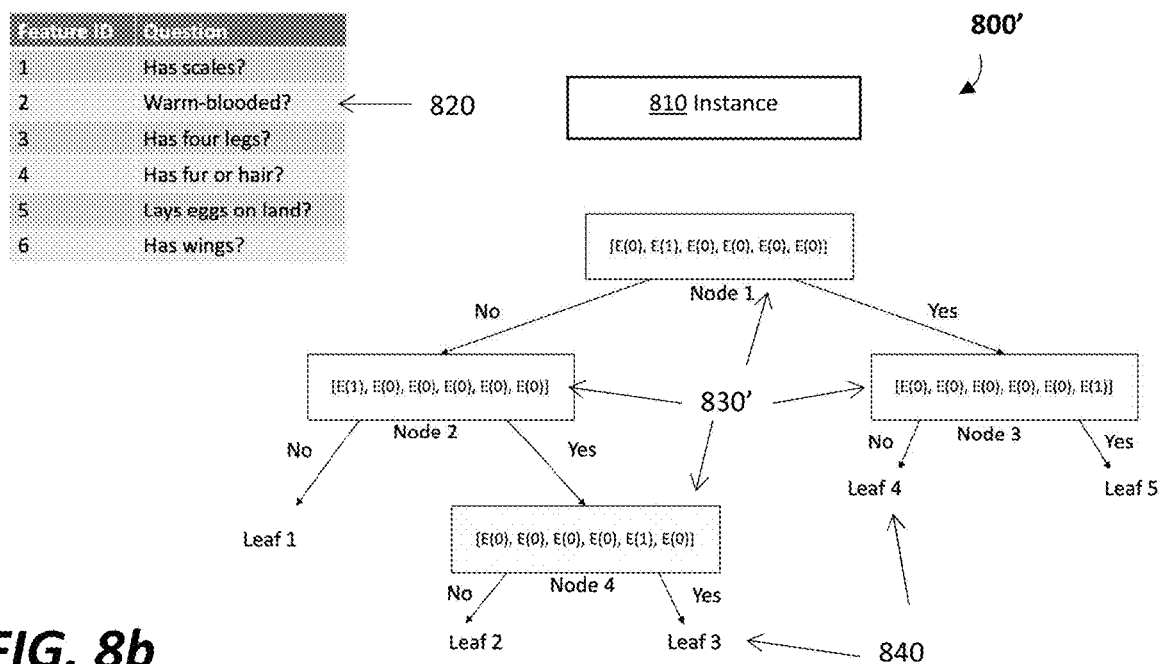 800'
Feature ID Question
1 Has scales?
2 Warm-blooded?
3 Has four legs?
4 Has fur or hair?
5 Lays eggs on land?
6 Has wings?
820
810 Instance
[E(0), E(1), E(0), E(0), E(0), E(0)]
Node 1
No
Yes
[E(1), E(0), E(0), E(0), E(0), E(0)]
Node 2
830'
[E(0), E(0), E(0), E(0), E(0), E(1)]
Node 3
No
Yes
No
Yes
Leaf 1
Leaf 4
Leaf 5
[E(0), E(0), E(0), E(0), E(1), E(0)]
Node 4
No
Yes
Leaf 2
Leaf 3
840
FIG. 8b